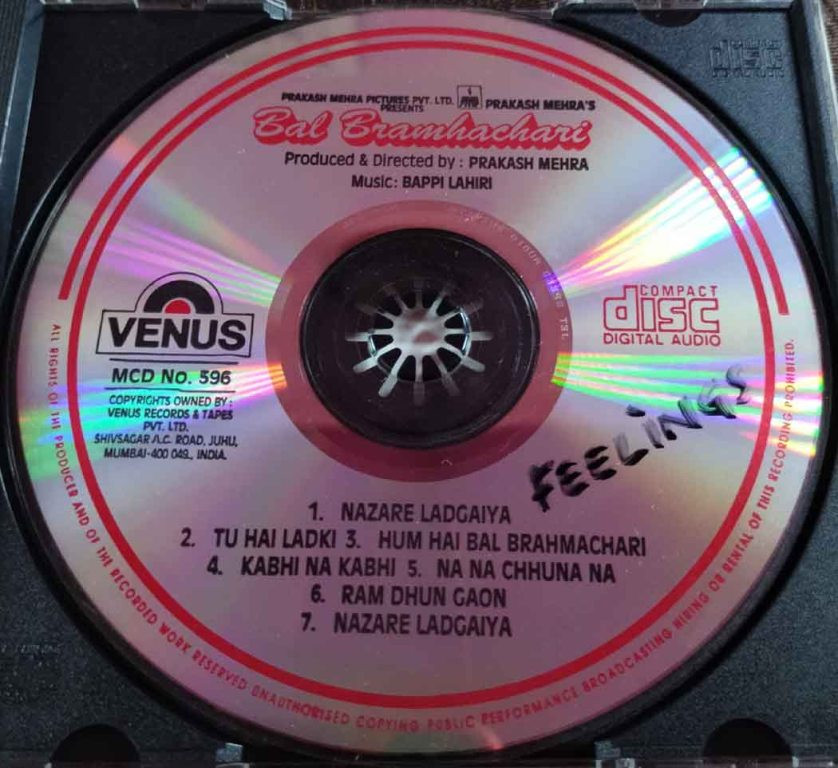 PRAKASH MEHRA PICTURES PVT. LTD. PRAKASH MEHRA'S
PRESENTS
Bal Bramhachari
Produced & Directed by : PRAKASH MEHRA
Music: BAPPI LAHIRI
VENUS
MCD No. 596
COPYRIGHTS OWNED BY :
VENUS RECORDS & TAPES
PVT. LTD.
SHIVSAGAR A.C. ROAD, JUHU,
MUMBAI-400 049., INDIA.
COMPACT
disc
DIGITAL AUDIO
FEELINGS
1. NAZARE LADGAIYA
2. TU HAI LADKI 3. HUM HAI BAL BRAHMACHARI
4. KABHI NA KABHI 5. NA NA CHHUNA NA
6. RAM DHUN GAON
7. NAZARE LADGAIYA
ALL RIGHTS OF THE PRODUCER AND OF THE RECORDED WORK RESERVED UNAUTHORISED COPYING PUBLIC PERFORMANCE BROADCASTING HIRING OR RENTAL OF THIS RECORDING PROHIBITED.
disc